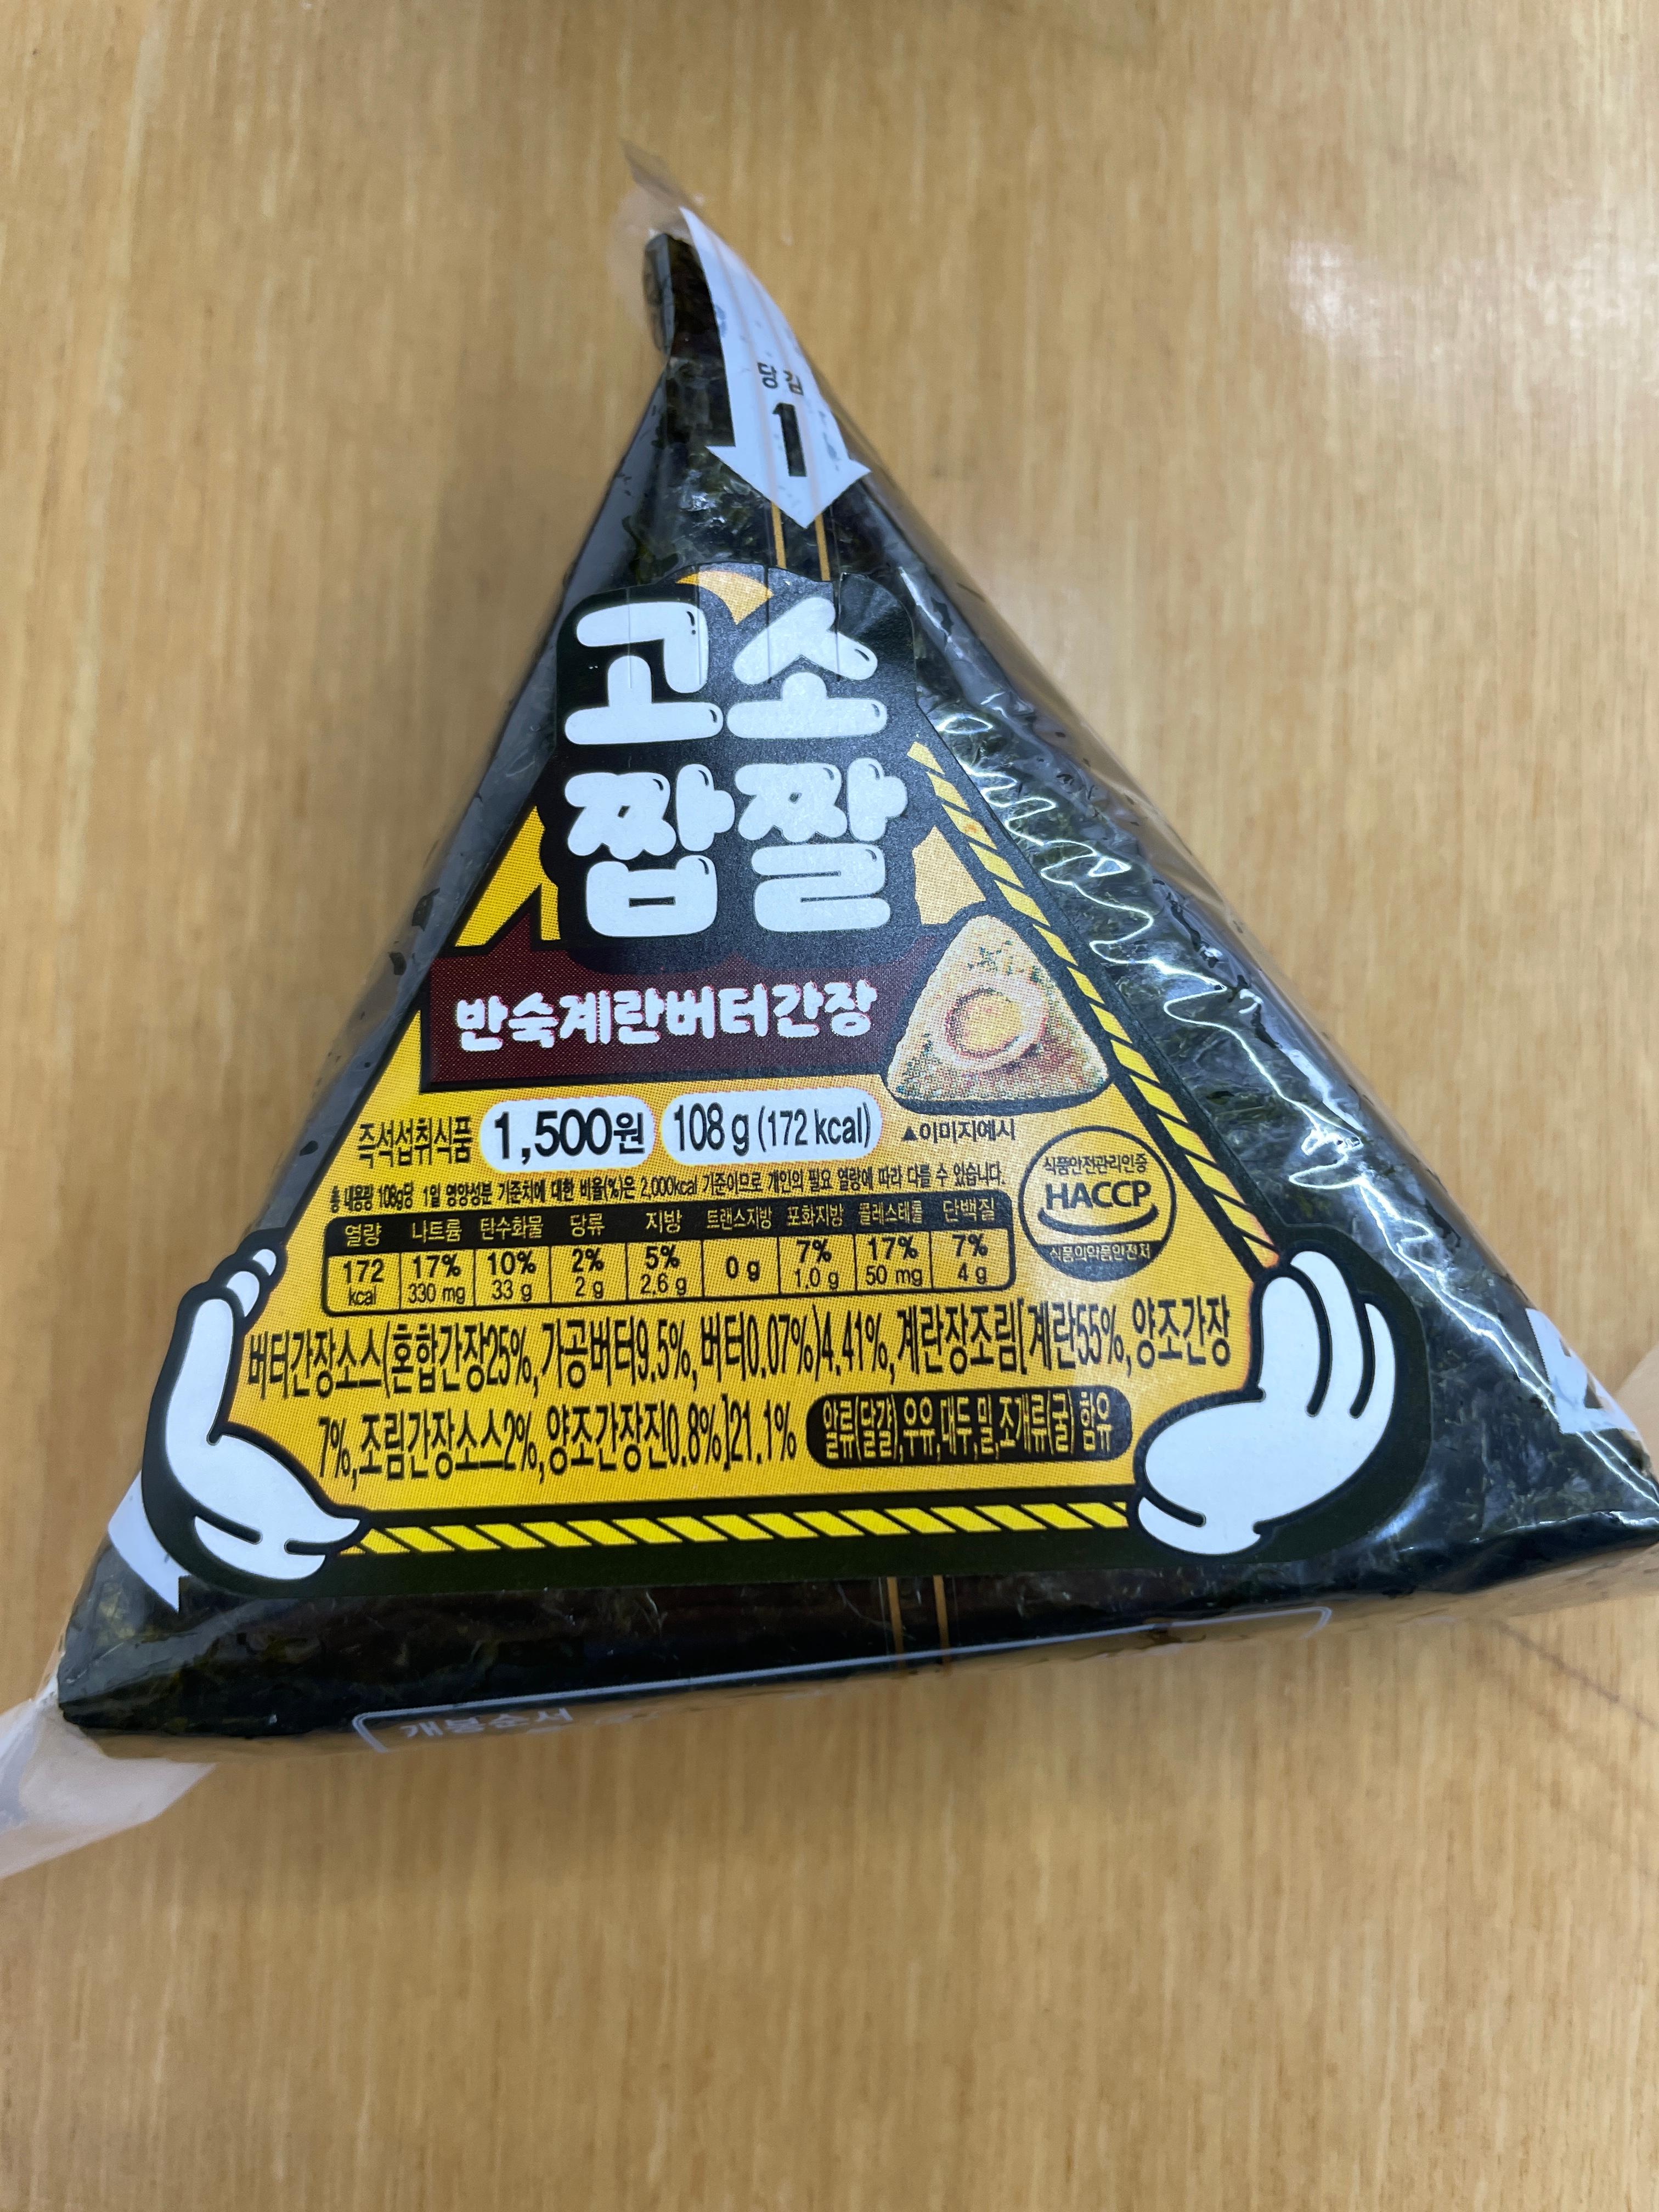 당김
1
고소
짭짤
반숙계란버터간장
즉석섭취식품 1,500원 108 g (172 kcal)
▲이미지예시
총 내용량 108g당 1일 영양성분 기준치에 대한 비율(%)은 2,000kcal 기준이므로 개인의 필요 열량에 따라 다를 수 있습니다.
식품안전관리인증
HACCP
식품의약품안전처
열량 나트륨 탄수화물 당류 지방 트랜스지방 포화지방 콜레스테롤 단백질
172 kcal 17% 330 mg 10% 33 g 2% 2 g 5% 2.6 g 0 g 7% 1.0 g 17% 50 mg 7% 4 g
버터간장소스(혼합간장25%,가공버터9.5%,버터0.07%)4.41%,계란장조림[계란55%,양조간장
7%,조림간장소스2%,양조간장진0.8%]21.1% 알류(달걀),우유,대두,밀,조개류(굴) 함유
개봉순서